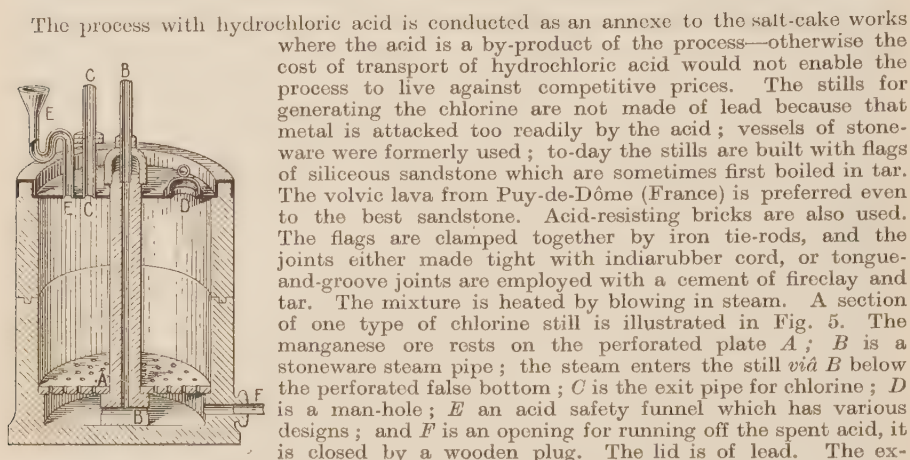 The process with hydrochloric acid is conducted as an annexe to the salt-cake works
where the acid is a by-product of the process—otherwise the
cost of transport of hydrochloric acid would not enable the
process to live against competitive prices. The stills for
generating the chlorine are not made of lead because that
metal is attacked too readily by the acid; vessels of stone-
ware were formerly used; to-day the stills are built with flags
of siliceous sandstone which are sometimes first boiled in tar.
The volvic lava from Puy-de-Dôme (France) is preferred even
to the best sandstone. Acid-resisting bricks are also used.
The flags are clamped together by iron tie-rods, and the
joints either made tight with indiarubber cord, or tongue-
and-groove joints are employed with a cement of fireclay and
tar. The mixture is heated by blowing in steam. A section
of one type of chlorine still is illustrated in Fig. 5. The
manganese ore rests on the perforated plate A; B is a
stoneware steam pipe; the steam enters the still viâ B below
the perforated false bottom; C is the exit pipe for chlorine; D
is a man-hole; E an acid safety funnel which has various
designs; and F is an opening for running off the spent acid, it
is closed by a wooden plug. The lid is of lead. The ex-
C B
E
E C D
A
F
B